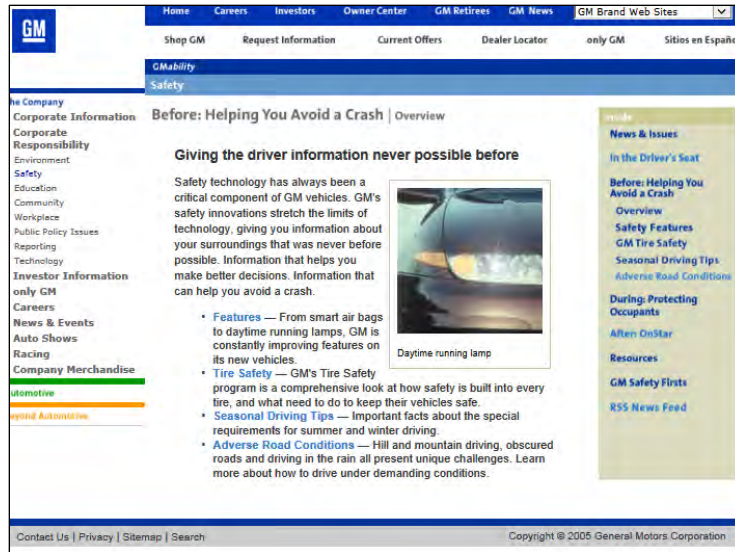 GM
Home Careers Investors Owner Center GM Retirees GM News GM Brand Web Sites
Shop GM Request Information Current Offers Dealer Locator only GM Sitios en Españo
GMability
Safety
he Company
Corporate Information
Corporate
Responsibility
Environment
Safety
Education
Community
Workplace
Public Policy Issues
Reporting
Technology
Investor Information
only GM
Careers
News & Events
Auto Shows
Racing
Company Merchandise
utomotive
eyond Automotive
Before: Helping You Avoid a Crash | Overview
Giving the driver information never possible before
Safety technology has always been a
critical component of GM vehicles. GM's
safety innovations stretch the limits of
technology, giving you information about
your surroundings that was never before
possible. Information that helps you
make better decisions. Information that
can help you avoid a crash.
Daytime running lamp
• Features — From smart air bags
to daytime running lamps, GM is
constantly improving features on
its new vehicles.
• Tire Safety — GM's Tire Safety
program is a comprehensive look at how safety is built into every
tire, and what need to do to keep their vehicles safe.
• Seasonal Driving Tips — Important facts about the special
requirements for summer and winter driving.
• Adverse Road Conditions — Hill and mountain driving, obscured
roads and driving in the rain all present unique challenges. Learn
more about how to drive under demanding conditions.
inside
News & Issues
In the Driver's Seat
Before: Helping You
Avoid a Crash
Overview
Safety Features
GM Tire Safety
Seasonal Driving Tips
Adverse Road Conditions
During: Protecting
Occupants
After: OnStar
Resources
GM Safety Firsts
RSS News Feed
Contact Us | Privacy | Sitemap | Search
Copyright © 2005 General Motors Corporation